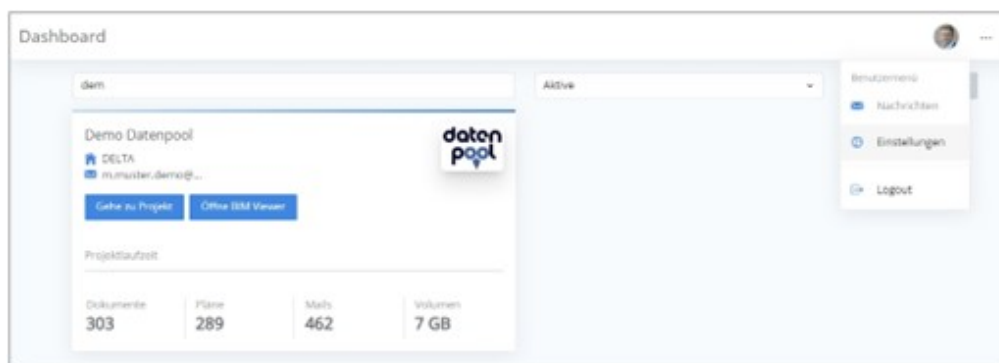 Dashboard
dem
Aktive
Benutzermenü
Nachrichten
Einstellungen
Logout
Demo Datenpool
daten
pool
DELTA
m.muster.demo@...
Gehe zu Projekt
Öffne BIM Viewer
Projektlaufzeit
Dokumente
Pläne
Mails
Volumen
303
289
462
7 GB